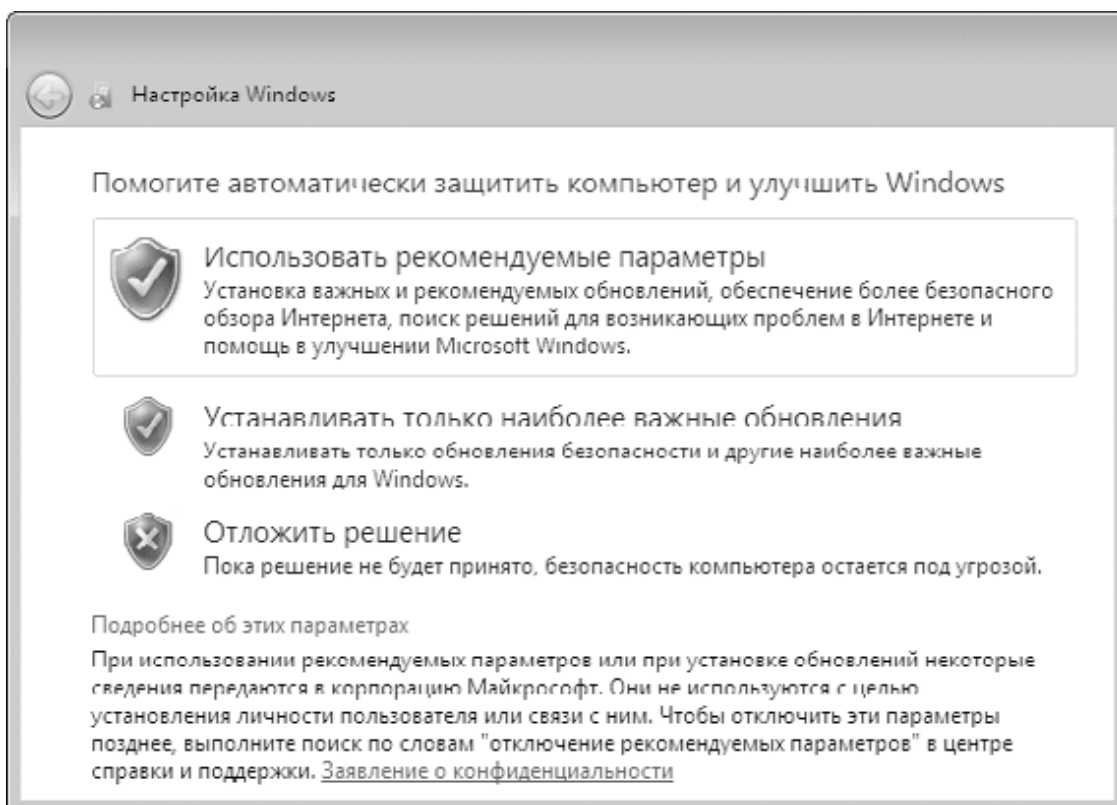 Настройка Windows
Помогите автоматически защитить компьютер и улучшить Windows
Использовать рекомендуемые параметры
Установка важных и рекомендуемых обновлений, обеспечение более безопасного
обзора Интернета, поиск решений для возникающих проблем в Интернете и
помощь в улучшении Microsoft Windows.
Устанавливать только наиболее важные обновления
Устанавливать только обновления безопасности и другие наиболее важные
обновления для Windows.
Отложить решение
Пока решение не будет принято, безопасность компьютера остается под угрозой.
Подробнее об этих параметрах
При использовании рекомендуемых параметров или при установке обновлений некоторые
сведения передаются в корпорацию Майкрософт. Они не используются с целью
установления личности пользователя или связи с ним. Чтобы отключить эти параметры
позднее, выполните поиск по словам "отключение рекомендуемых параметров" в центре
справки и поддержки. Заявление о конфиденциальности